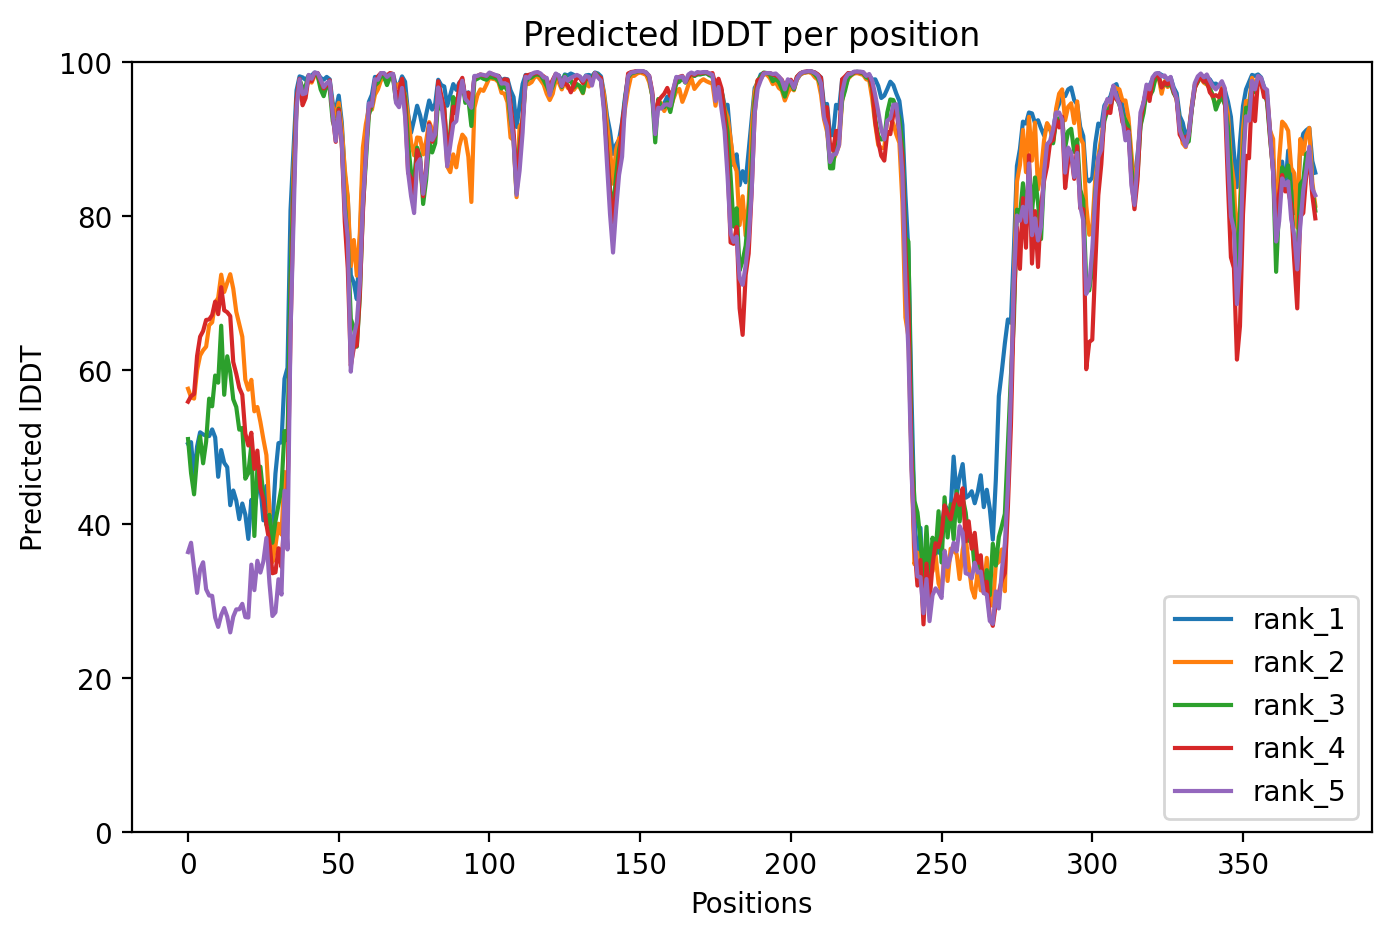 Predicted lDDT per position
100
80
60
40
20
0
Predicted lDDT
0 50 100 150 200 250 300 350
Positions
rank_1
rank_2
rank_3
rank_4
rank_5